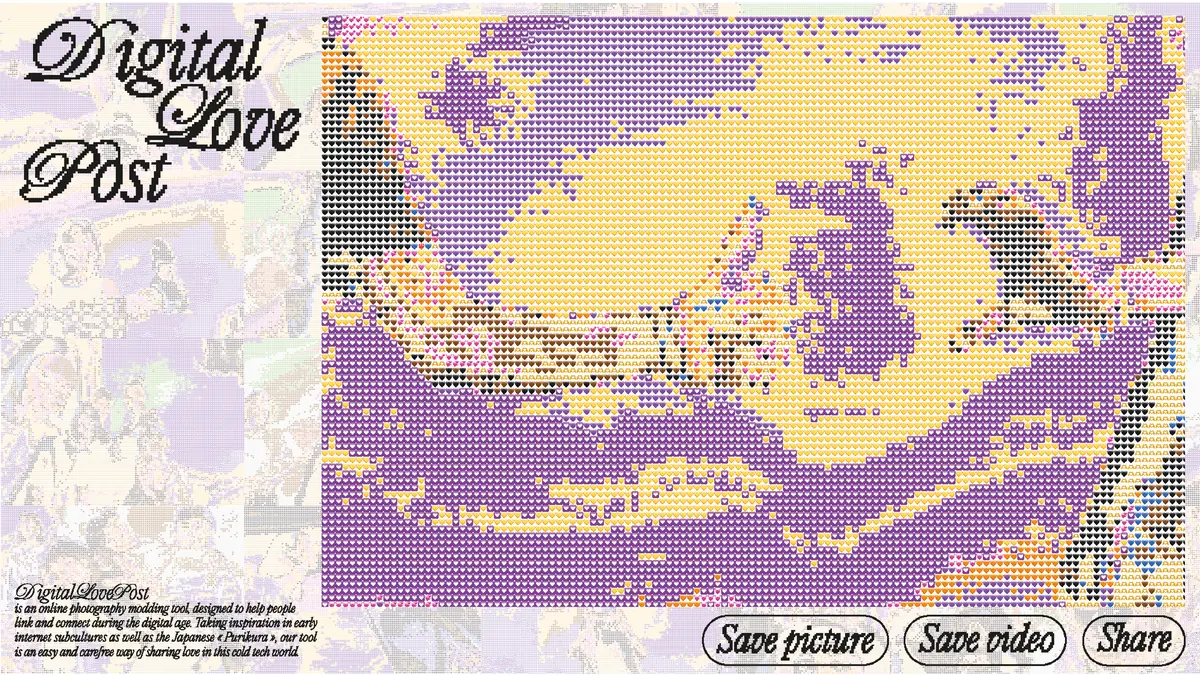 Digital
Love
Post
DigitalLovePost
is an online photography modding tool, designed to help people
link and connect during the digital age. Taking inspiration in early
internet subcultures as well as the Japanese « Purikura », our tool
is an easy and carefree way of sharing love in this cold tech world.
Save picture
Save video
Share